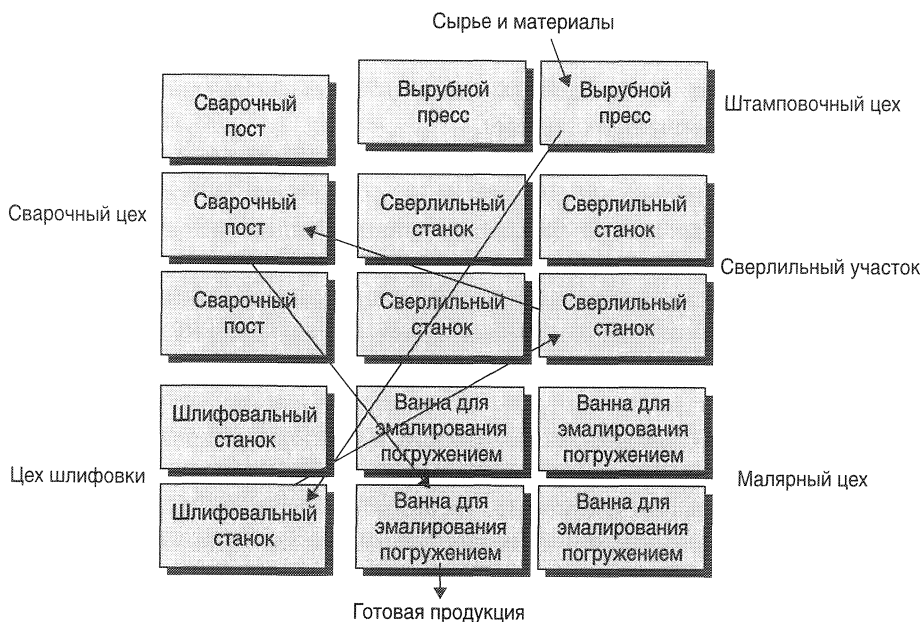 Сырье и материалы
Сварочный
пост
Вырубной
пресс
Вырубной
пресс
Штамповочный цех
Сварочный цех
Сварочный
пост
Сверлильный
станок
Сверлильный
станок
Сверлильный участок
Сварочный
пост
Сверлильный
станок
Сверлильный
станок
Шлифовальный
станок
Ванна для
эмалирования
погружением
Ванна для
эмалирования
погружением
Цех шлифовки
Малярный цех
Шлифовальный
станок
Ванна для
эмалирования
погружением
Ванна для
эмалирования
погружением
Готовая продукция